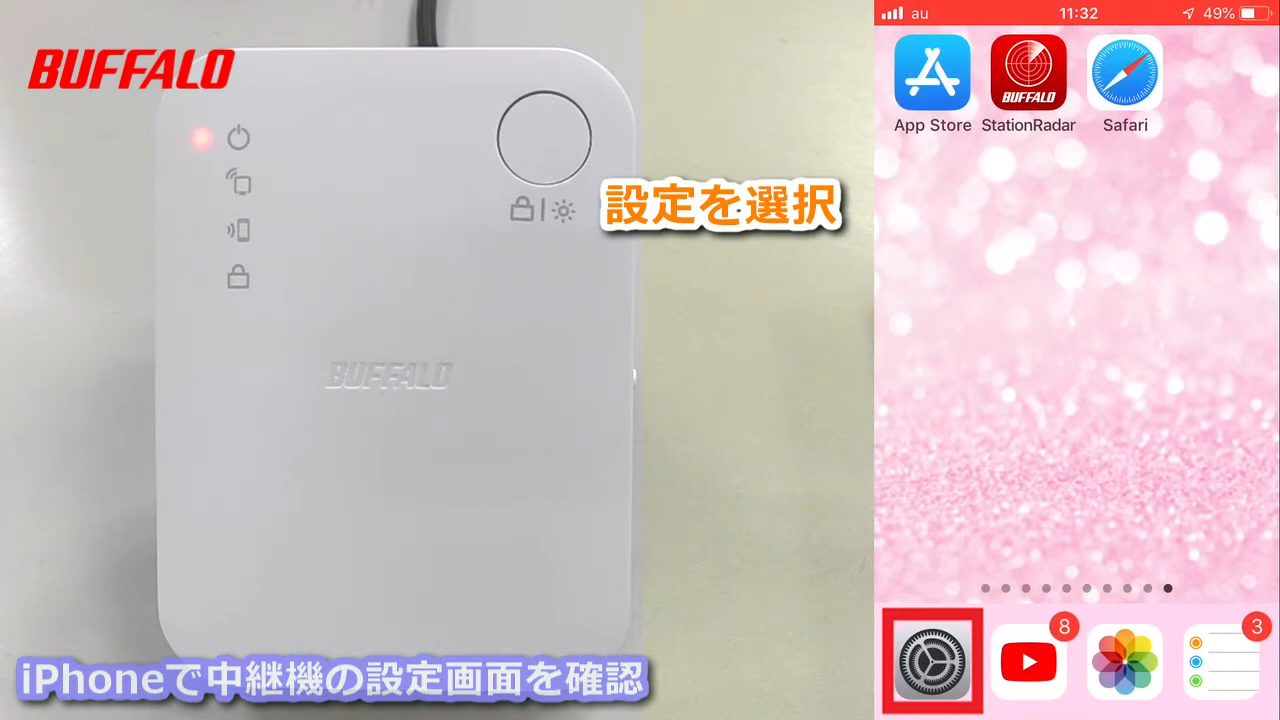 BUFFALO
設定を選択
BUFFALO
iPhoneで中継機の設定画面を確認
au
11:32
49%
BUFFALO
App Store
StationRadar
Safari
8
3